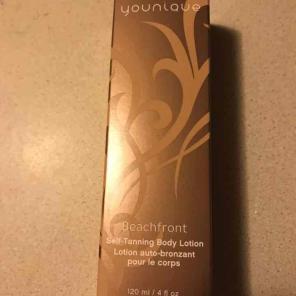 younique
Beachfront
Self-Tanning Body Lotion
Lotion auto-bronzant
pour le corps
120 ml / 4 fl oz